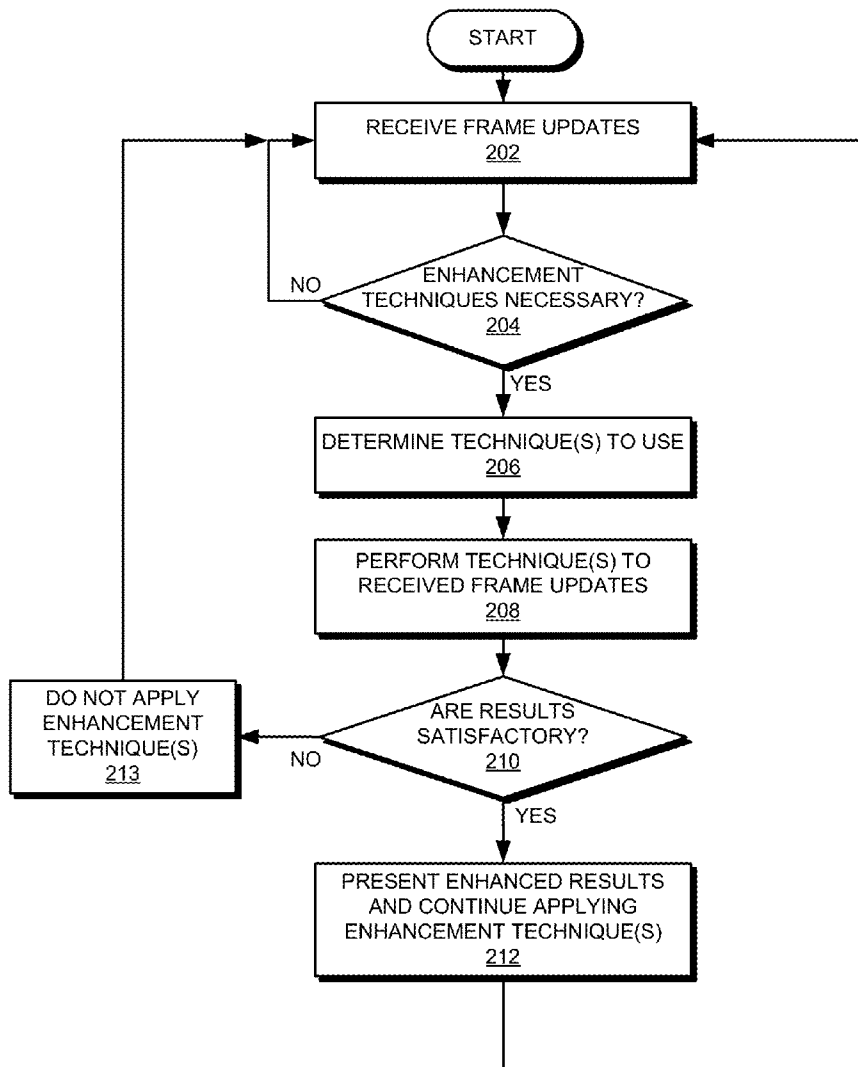 START
RECEIVE FRAME UPDATES
202
ENHANCEMENT
TECHNIQUES NECESSARY?
204
NO
YES
DETERMINE TECHNIQUE(S) TO USE
206
PERFORM TECHNIQUE(S) TO
RECEIVED FRAME UPDATES
208
ARE RESULTS
SATISFACTORY?
210
NO
YES
DO NOT APPLY
ENHANCEMENT
TECHNIQUE(S)
213
PRESENT ENHANCED RESULTS
AND CONTINUE APPLYING
ENHANCEMENT TECHNIQUE(S)
212